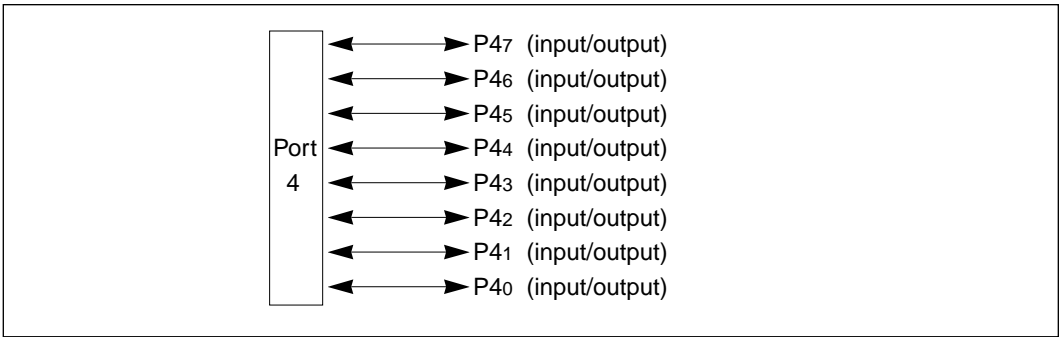 P47 (input/output)
P46 (input/output)
P45 (input/output)
Port
4
P44 (input/output)
P43 (input/output)
P42 (input/output)
P41 (input/output)
P40 (input/output)